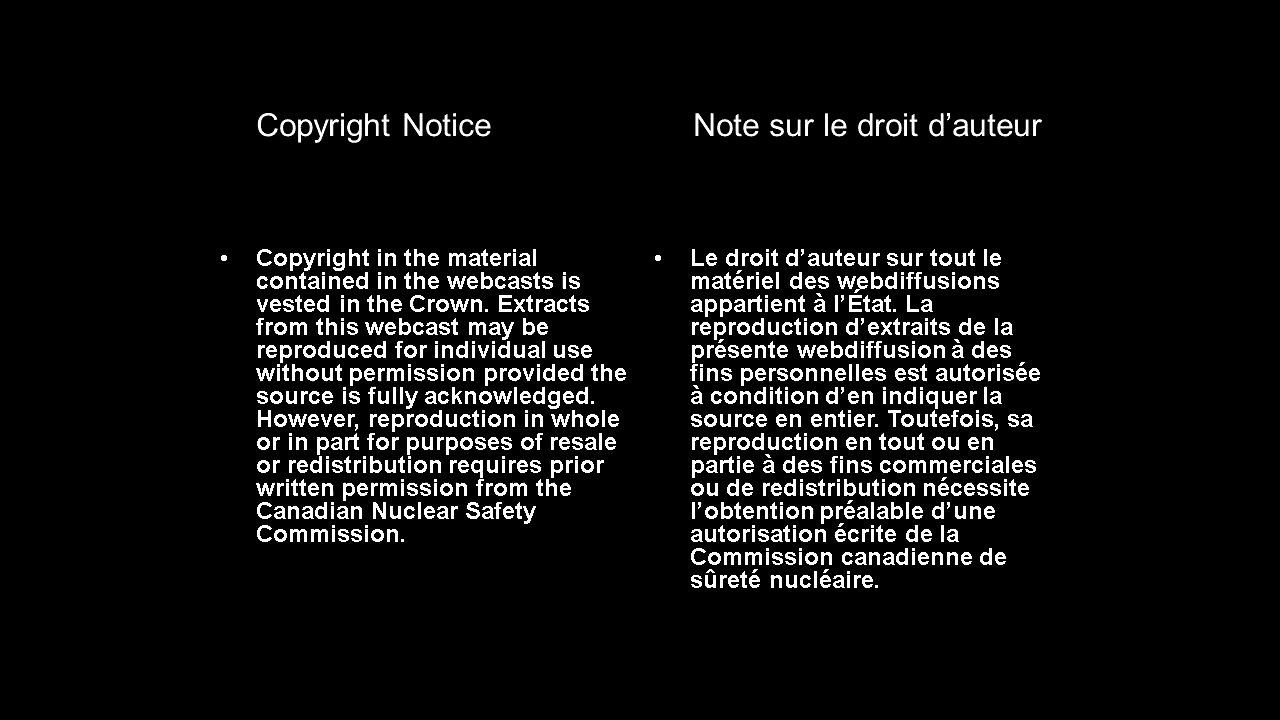 Copyright Notice
• Copyright in the material
contained in the webcasts is
vested in the Crown. Extracts
from this webcast may be
reproduced for individual use
without permission provided the
source is fully acknowledged.
However, reproduction in whole
or in part for purposes of resale
or redistribution requires prior
written permission from the
Canadian Nuclear Safety
Commission.
Note sur le droit d’auteur
• Le droit d’auteur sur tout le
matériel des webdiffusions
appartient à l’État. La
reproduction d’extraits de la
présente webdiffusion à des
fins personnelles est autorisée
à condition d’en indiquer la
source en entier. Toutefois, sa
reproduction en tout ou en
partie à des fins commerciales
ou de redistribution nécessite
l’obtention préalable d’une
autorisation écrite de la
Commission canadienne de
sûreté nucléaire.